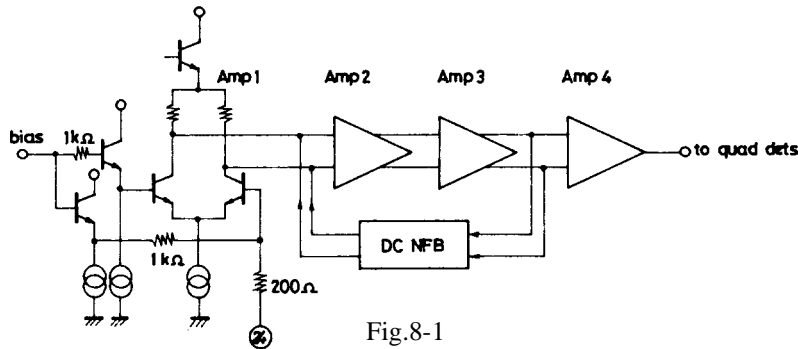 Amp 1
Amp 2
Amp 3
Amp 4
bias
1kΩ
to quad dets
DC NFB
1kΩ
200Ω
Fig.8-1